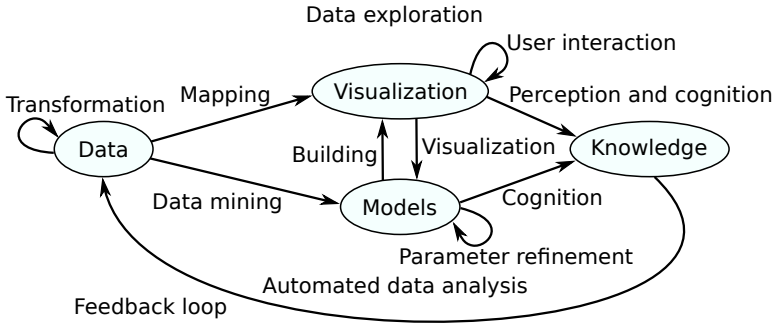 Data exploration
User interaction
Visualization
Mapping
Perception and cognition
Transformation
Data
Building
Visualization
Knowledge
Data mining
Models
Cognition
Parameter refinement
Automated data analysis
Feedback loop